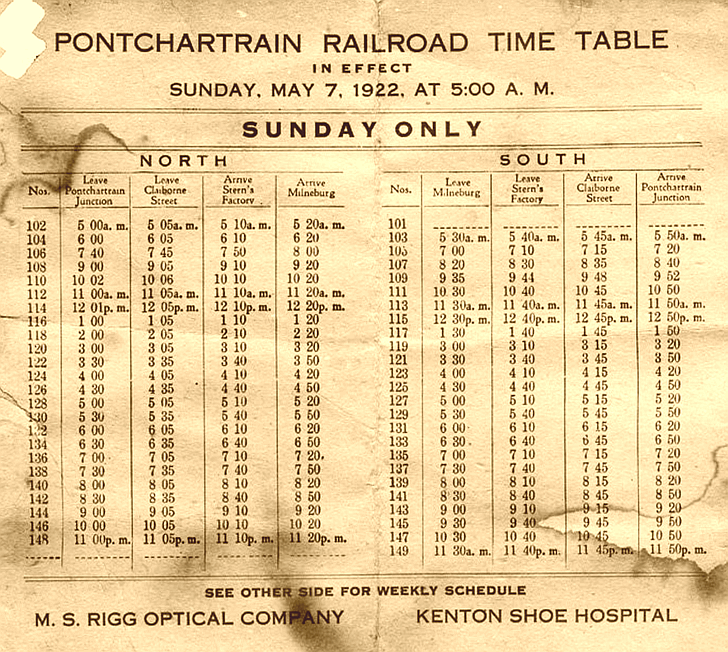 PONTCHARTRAIN RAILROAD TIME TABLE
IN EFFECT
SUNDAY, MAY 7, 1922, AT 5:00 A. M.
SUNDAY ONLY
NORTH
Nos. Leave Pontchartrain Junction Leave Claiborne Street Arrive Stern's Factory Arrive Milneburg
102 5 00a. m. 5 05a. m. 5 10a. m. 5 20a. m.
104 6 00 6 05 6 10 6 20
106 7 40 7 45 7 50 8 00
108 9 00 9 05 9 10 9 20
110 10 02 10 06 10 10 10 20
112 11 00a. m. 11 05a. m. 11 10a. m. 11 20a. m.
114 12 01p. m. 12 05p. m. 12 10p. m. 12 20p. m.
116 1 00 1 05 1 10 1 20
118 2 00 2 05 2 10 2 20
120 3 00 3 05 3 10 3 20
122 3 30 3 35 3 40 3 50
124 4 00 4 05 4 10 4 20
126 4 30 4 35 4 40 4 50
128 5 00 5 05 5 10 5 20
130 5 30 5 35 5 40 5 50
132 6 00 6 05 6 10 6 20
134 6 30 6 35 6 40 6 50
136 7 00 7 05 7 10 7 20
138 7 30 7 35 7 40 7 50
140 8 00 8 05 8 10 8 20
142 8 30 8 35 8 40 8 50
144 9 00 9 05 9 10 9 20
146 10 00 10 05 10 10 10 20
148 11 00p. m. 11 05p. m. 11 10p. m. 11 20p. m.
SOUTH
Nos. Leave Milneburg Leave Stern's Factory Arrive Claiborne Street Arrive Pontchartrain Junction
101
103 5 30a. m. 5 40a. m. 5 45a. m. 5 50a. m.
105 7 00 7 10 7 15 7 20
107 8 20 8 30 8 35 8 40
109 9 35 9 44 9 48 9 52
111 10 30 10 40 10 45 10 50
113 11 30a. m. 11 40a. m. 11 45a. m. 11 50a. m.
115 12 30p. m. 12 40p. m. 12 45p. m. 12 50p. m.
117 1 30 1 40 1 45 1 50
119 3 00 3 10 3 15 3 20
121 3 30 3 40 3 45 3 50
123 4 00 4 10 4 15 4 20
125 4 30 4 40 4 45 4 50
127 5 00 5 10 5 15 5 20
129 5 30 5 40 5 45 5 50
131 6 00 6 10 6 15 6 20
133 6 30 6 40 6 45 6 50
135 7 00 7 10 7 15 7 20
137 7 30 7 40 7 45 7 50
139 8 00 8 10 8 15 8 20
141 8 30 8 40 8 45 8 50
143 9 00 9 10 9 15 9 20
145 9 30 9 40 9 45 9 50
147 10 30 10 40 10 45 10 50
149 11 30a. m. 11 40p. m. 11 45p. m. 11 50p. m.
SEE OTHER SIDE FOR WEEKLY SCHEDULE
M. S. RIGG OPTICAL COMPANY KENTON SHOE HOSPITAL